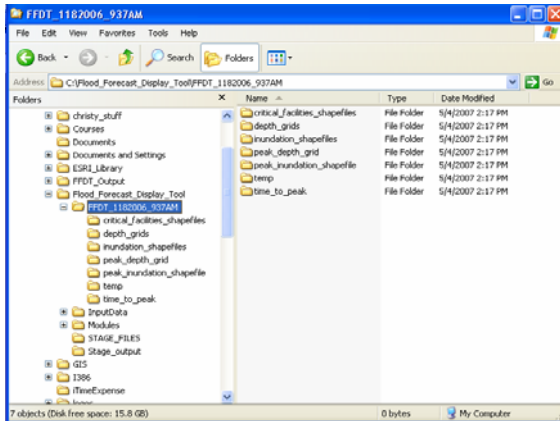 FFDT_1182006_937AM
File Edit View Favorites Tools Help
Back Search Folders
Address C:\Flood_Forecast_Display_Tool\FFDT_1182006_937AM Go
Folders x
christy_stuff
Courses
Documents
Documents and Settings
ESRI_Library
FFDT_Output
Flood_Forecast_Display_Tool
FFDT_1182006_937AM
critical_facilities_shapefiles
depth_grids
inundation_shapefiles
peak_depth_grid
peak_inundation_shapefile
temp
time_to_peak
InputData
Modules
STAGE_FILES
Stage_output
GIS
I386
iTimeExpense
Name Type Date Modified
critical_facilities_shapefiles File Folder 5/4/2007 2:17 PM
depth_grids File Folder 5/4/2007 2:17 PM
inundation_shapefiles File Folder 5/4/2007 2:17 PM
peak_depth_grid File Folder 5/4/2007 2:17 PM
peak_inundation_shapefile File Folder 5/4/2007 2:17 PM
temp File Folder 5/4/2007 2:17 PM
time_to_peak File Folder 5/4/2007 2:17 PM
7 objects (Disk free space: 15.8 GB) 0 bytes My Computer